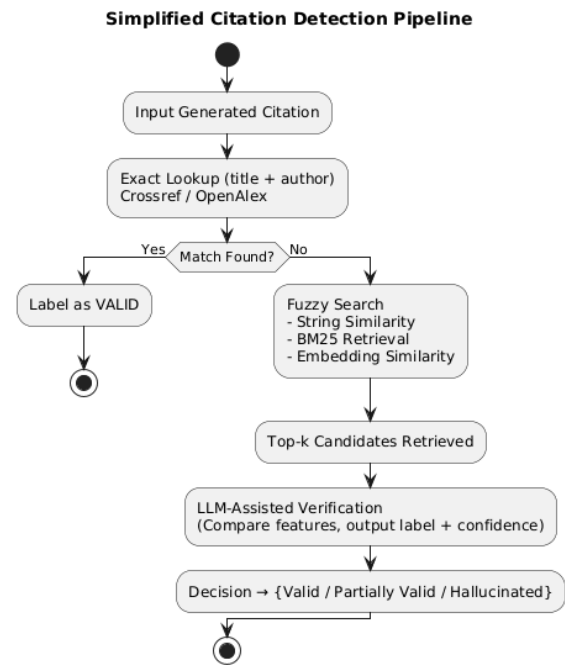 Simplified Citation Detection Pipeline
Input Generated Citation
Exact Lookup (title + author)
Crossref / OpenAlex
Match Found?
Yes
No
Label as VALID
Fuzzy Search
- String Similarity
- BM25 Retrieval
- Embedding Similarity
Top-k Candidates Retrieved
LLM-Assisted Verification
(Compare features, output label + confidence)
Decision → {Valid / Partially Valid / Hallucinated}